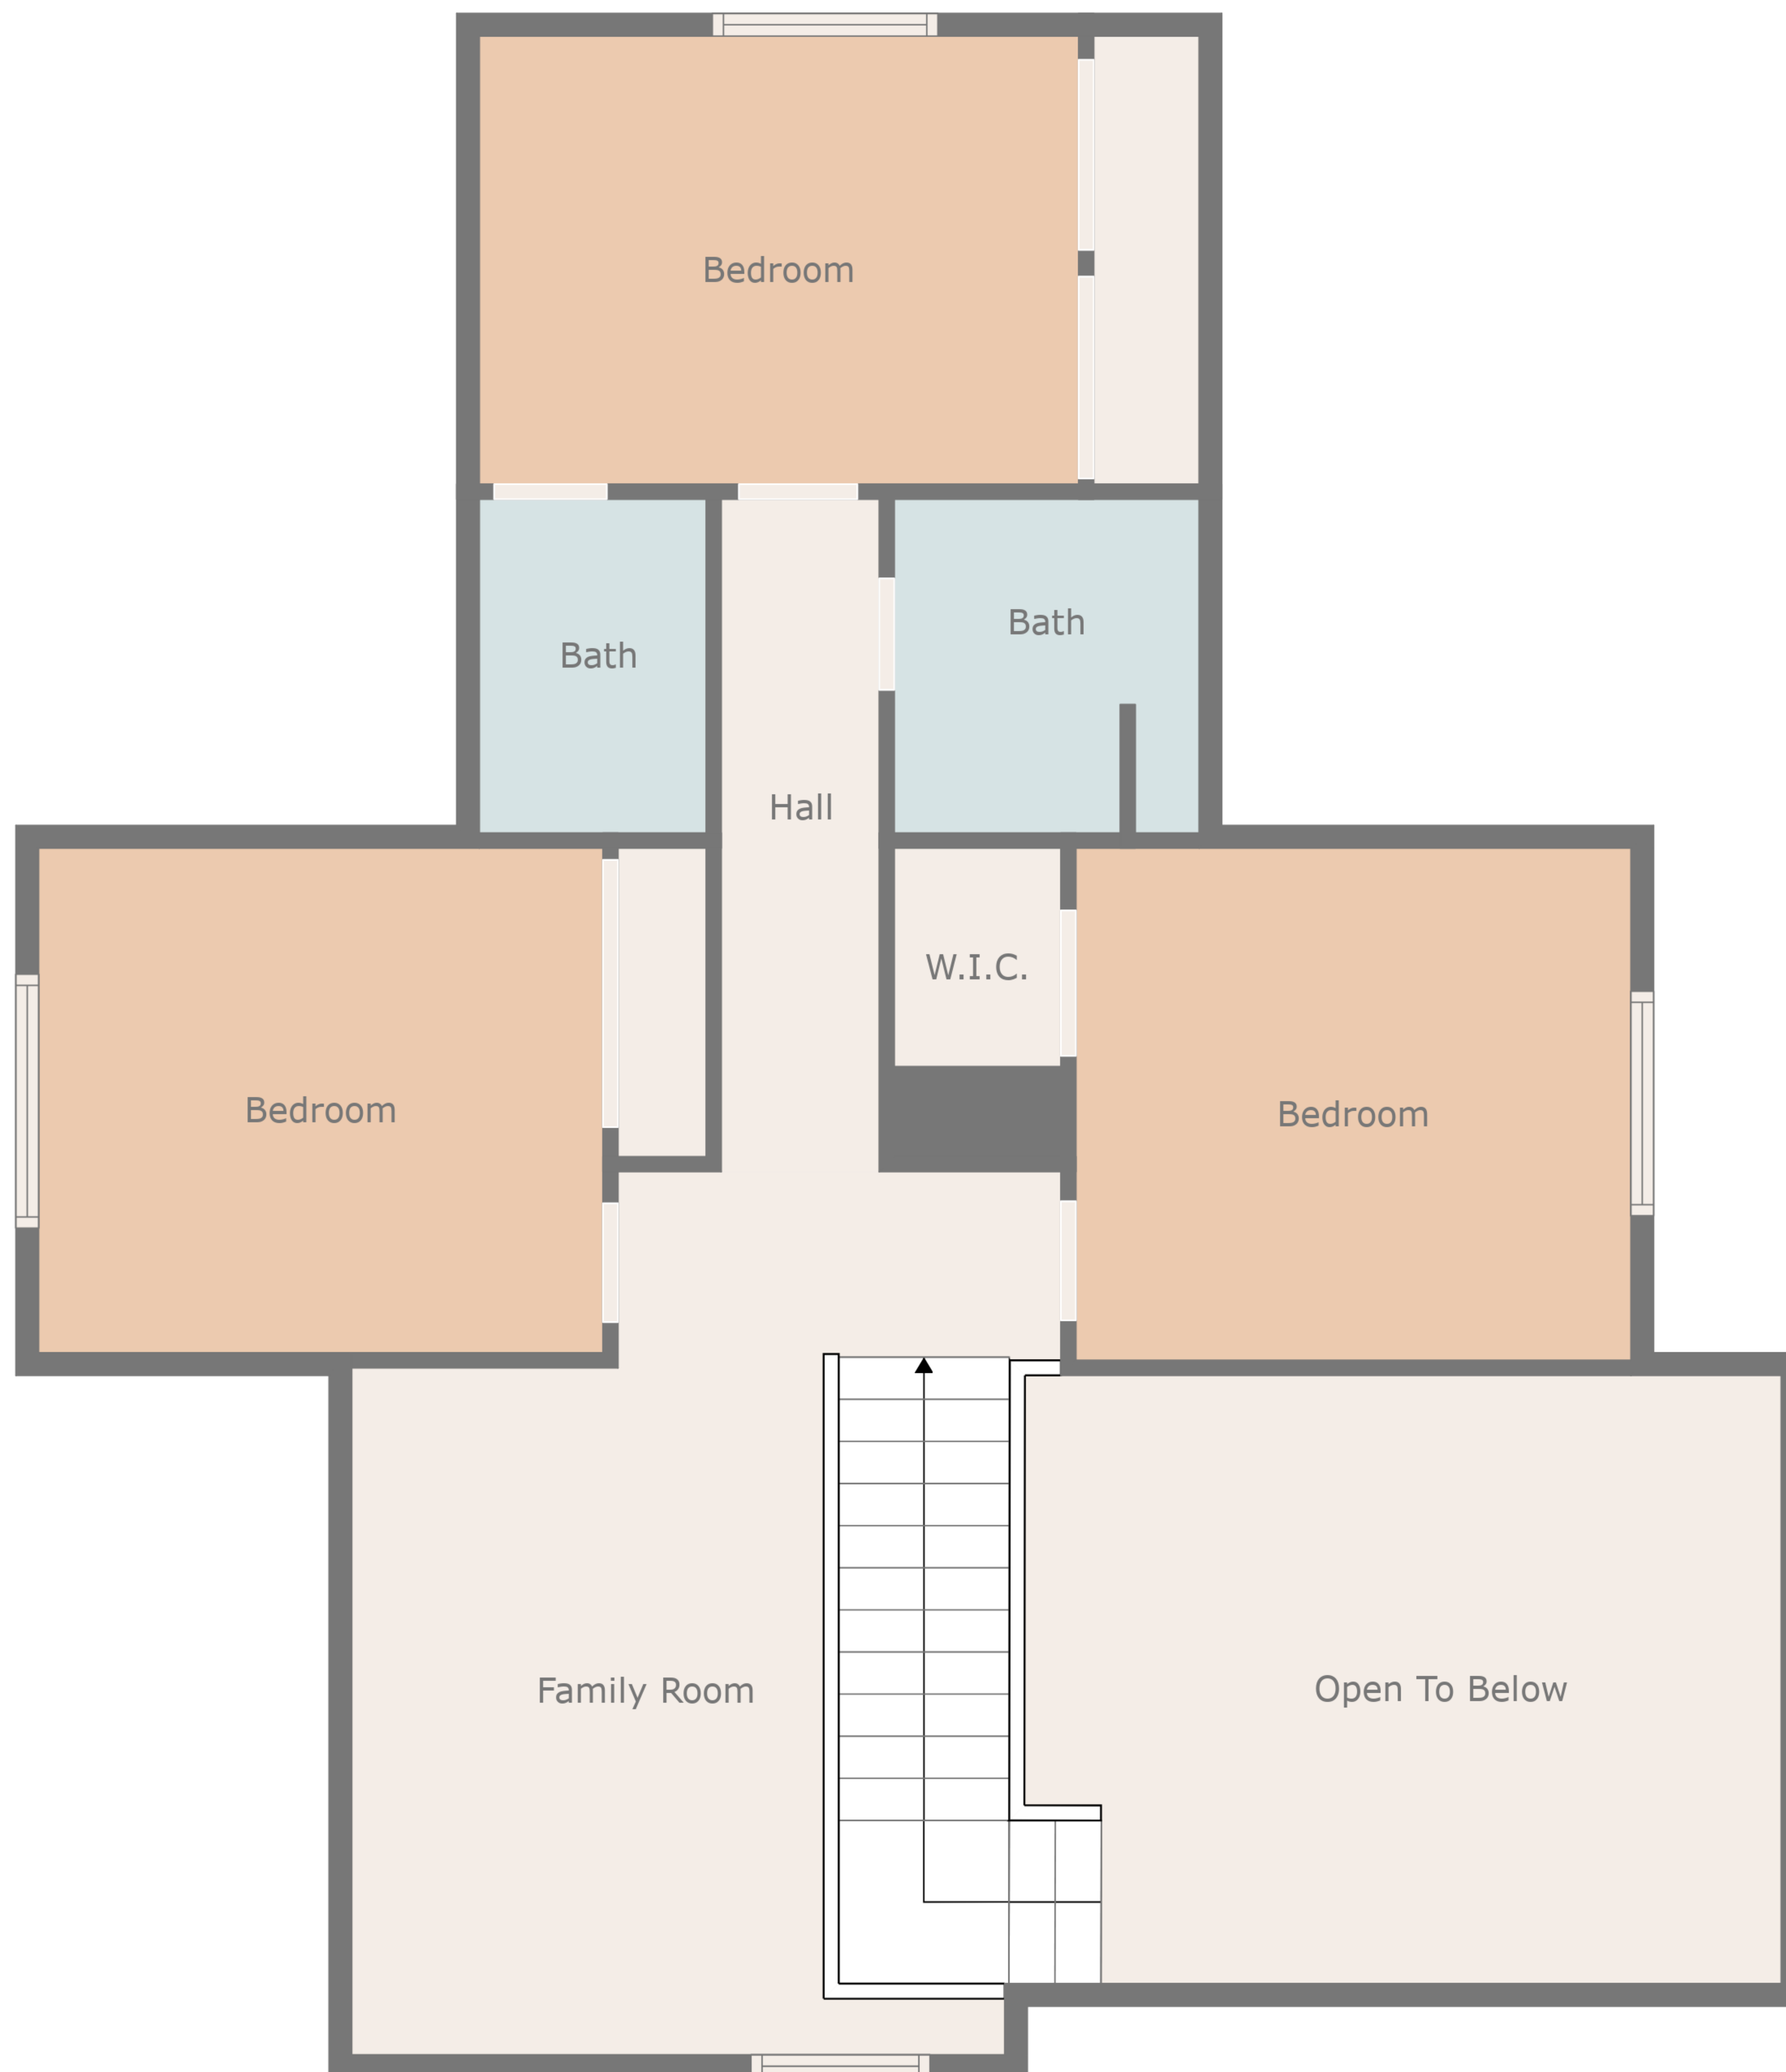 Bedroom
Bath
Bath
Hall
W.I.C.
Bedroom
Bedroom
Family Room
Open To Below